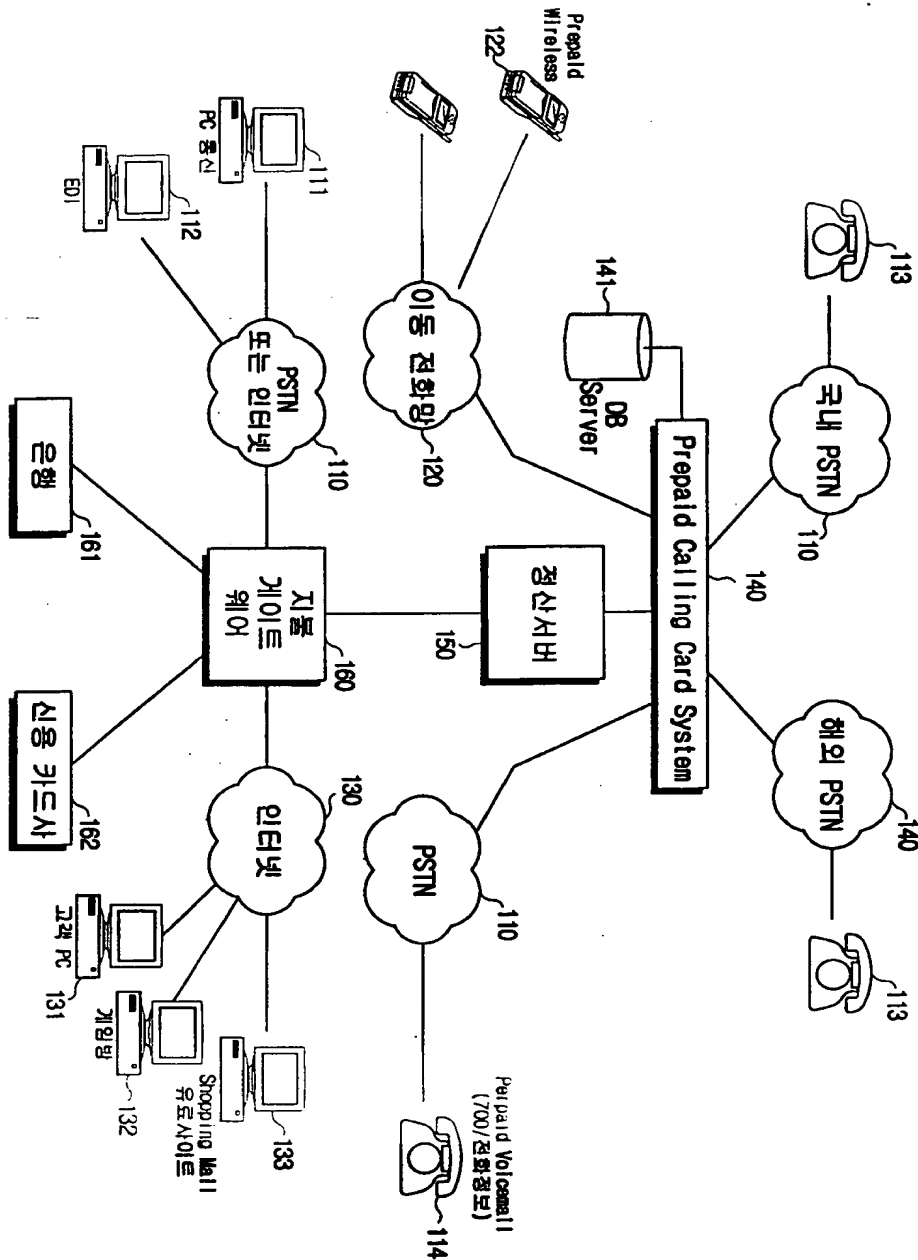 113
해외 PSTN
140
113
국내 PSTN
110
Prepaid Calling Card System
140
DB
Server
141
Prepaid
Wireless
122
이동 전화망
120
정산서버
150
PSTN
110
Perpaid Voicemail
(700/전화정보)
114
PC 통신
111
EDI
112
PSTN
또는 인터넷
110
지불
게이트
웨어
160
인터넷
130
Shopping Mall
유료사이트
133
게임방
132
고객 PC
131
은행
161
신용 카드사
162